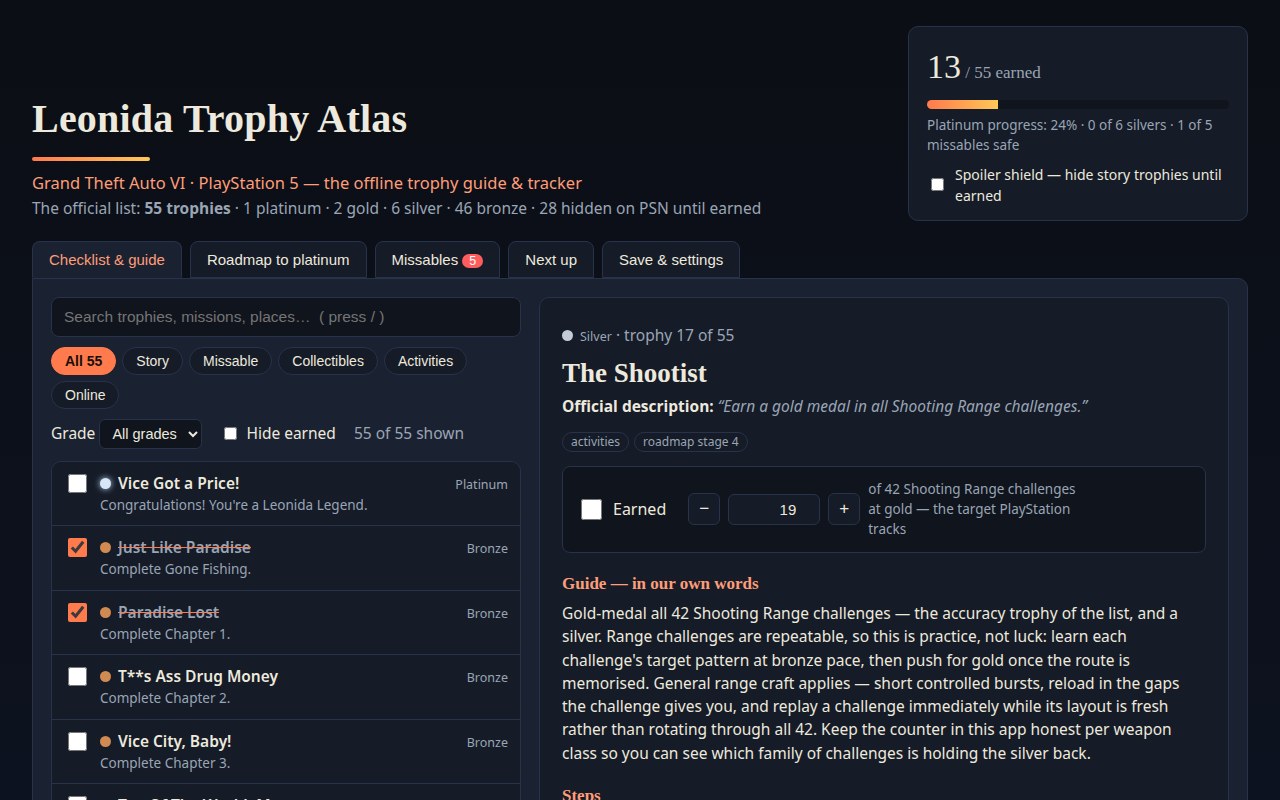 13 / 55 earned
Platinum progress: 24% · 0 of 6 silvers · 1 of 5
missables safe
Spoiler shield — hide story trophies until
earned
Leonida Trophy Atlas
Grand Theft Auto VI · PlayStation 5 — the offline trophy guide & tracker
The official list: 55 trophies · 1 platinum · 2 gold · 6 silver · 46 bronze · 28 hidden on PSN until earned
Checklist & guide
Roadmap to platinum
Missables 5
Next up
Save & settings
Search trophies, missions, places… ( press / )
All 55
Story
Missable
Collectibles
Activities
Online
Grade All grades
Hide earned
55 of 55 shown
Vice Got a Price!
Platinum
Congratulations! You're a Leonida Legend.
Just Like Paradise
Bronze
Complete Gone Fishing.
Paradise Lost
Bronze
Complete Chapter 1.
T**s Ass Drug Money
Bronze
Complete Chapter 2.
Vice City, Baby!
Bronze
Complete Chapter 3.
Silver · trophy 17 of 55
The Shootist
Official description: “Earn a gold medal in all Shooting Range challenges.”
activities
roadmap stage 4
Earned
−
19
+
of 42 Shooting Range challenges
at gold — the target PlayStation
tracks
Guide — in our own words
Gold-medal all 42 Shooting Range challenges — the accuracy trophy of the list, and a
silver. Range challenges are repeatable, so this is practice, not luck: learn each
challenge's target pattern at bronze pace, then push for gold once the route is
memorised. General range craft applies — short controlled bursts, reload in the gaps
the challenge gives you, and replay a challenge immediately while its layout is fresh
rather than rotating through all 42. Keep the counter in this app honest per weapon
class so you can see which family of challenges is holding the silver back.
Steps